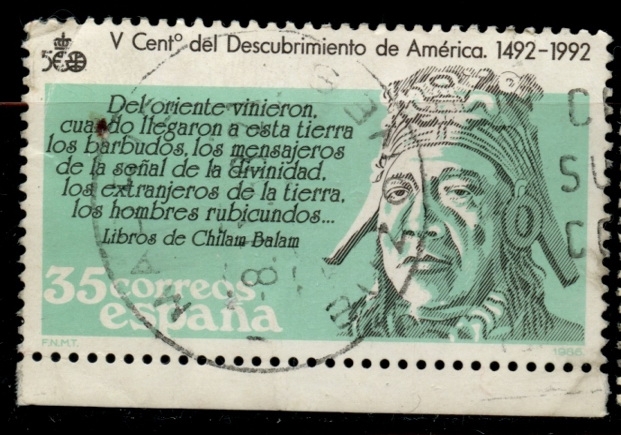 V Centº del Descubrimiento de América. 1492-1992
500
Del oriente vinieron,
cuando llegaron a esta tierra
los barbudos, los mensajeros
de la señal de la divinidad,
los extranjeros de la tierra,
los hombres rubicundos...
Libros de Chilam Balam
35 correos
españa
F.N.M.T. 1986